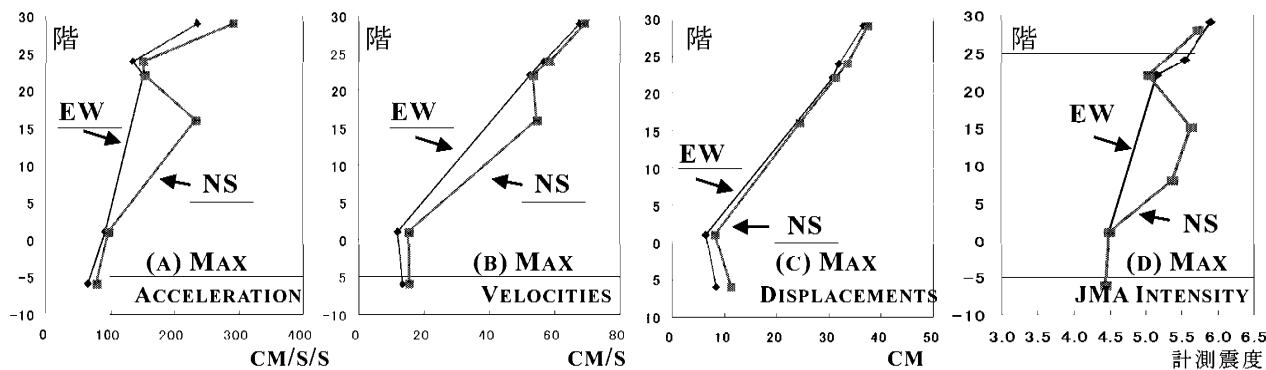 30
25
20
15
10
5
0
-5
-10
階
EW
NS
(A) MAX
ACCELERATION
0 100 200 300 400
CM/S/S
30
25
20
15
10
5
0
5
-10
階
EW
NS
(B) MAX
VELOCITIES
0 20 40 60 80
CM/S
30
25
20
15
10
5
0
5
10
階
EW
NS
(C) MAX
DISPLACEMENTS
0 10 20 30 40 50
CM
30
25
20
15
10
5
0
-5
-10
階
EW
NS
(D) MAX
JMA INTENSITY
3.0 3.5 4.0 4.5 5.0 5.5 6.0 6.5
計測震度